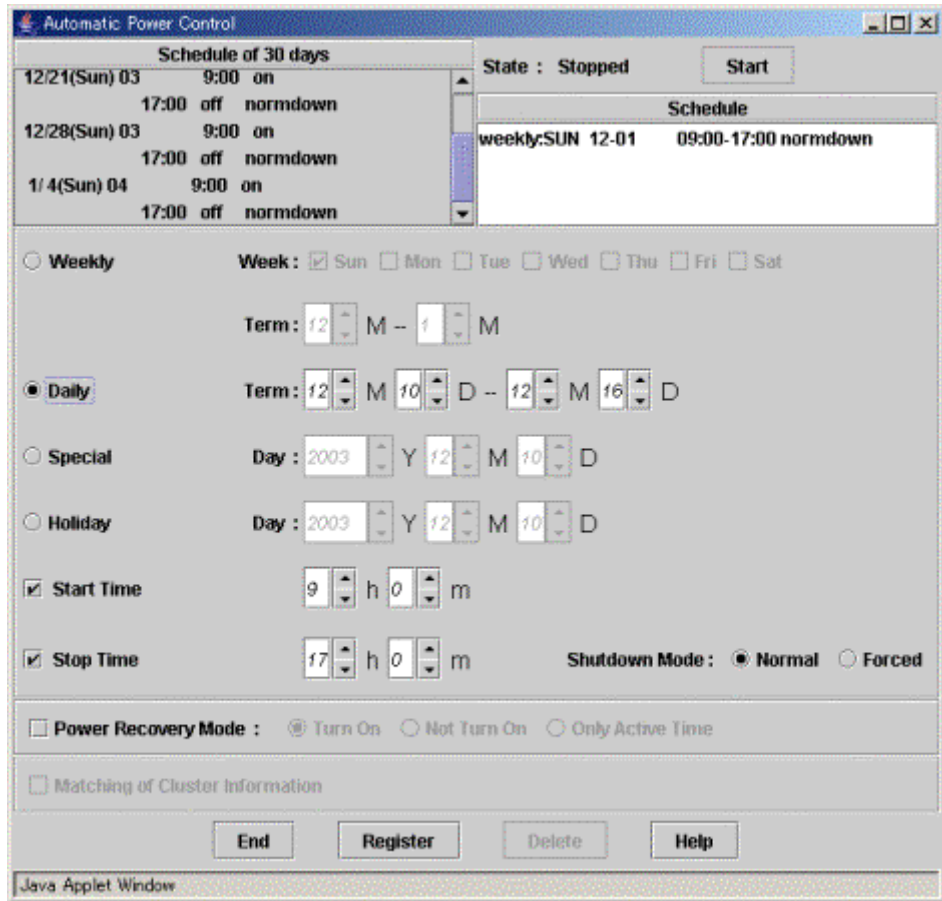 Automatic Power Control
Schedule of 30 days
12/21(Sun) 03 9:00 on
17:00 off normdown
12/28(Sun) 03 9:00 on
17:00 off normdown
1/ 4(Sun) 04 9:00 on
17:00 off normdown
State : Stopped Start
Schedule
weekly:SUN 12-01 09:00-17:00 normdown
Weekly Week : Sun Mon Tue Wed Thu Fri Sat
Term : 12 M -- 1 M
Daily Term : 12 M 10 D -- 12 M 16 D
Special Day : 2003 Y 12 M 10 D
Holiday Day : 2003 Y 12 M 10 D
Start Time 9 h 0 m
Stop Time 17 h 0 m Shutdown Mode : Normal Forced
Power Recovery Mode : Turn On Not Turn On Only Active Time
Matching of Cluster Information
End Register Delete Help
Java Applet Window